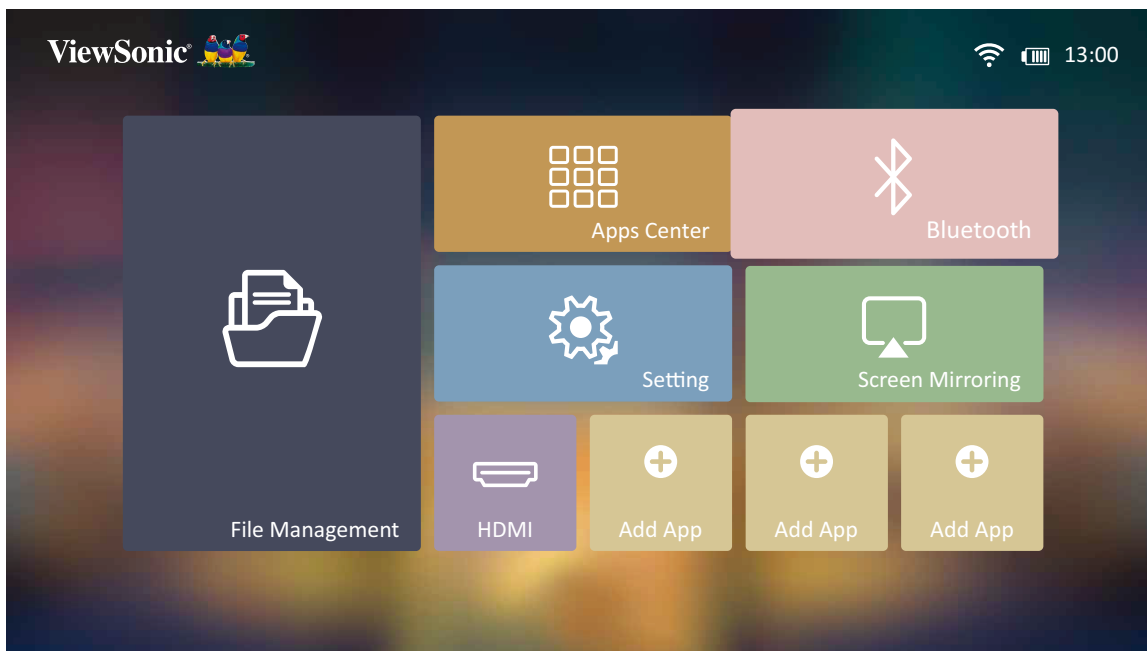 ViewSonic®
13:00
Apps Center
Bluetooth
Setting
Screen Mirroring
File Management
HDMI
Add App
Add App
Add App